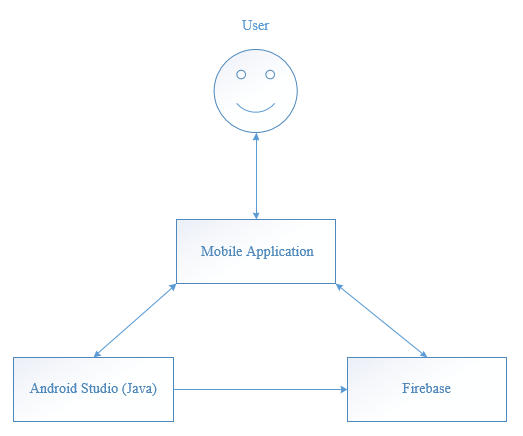 User
Mobile Application
Android Studio (Java)
Firebase